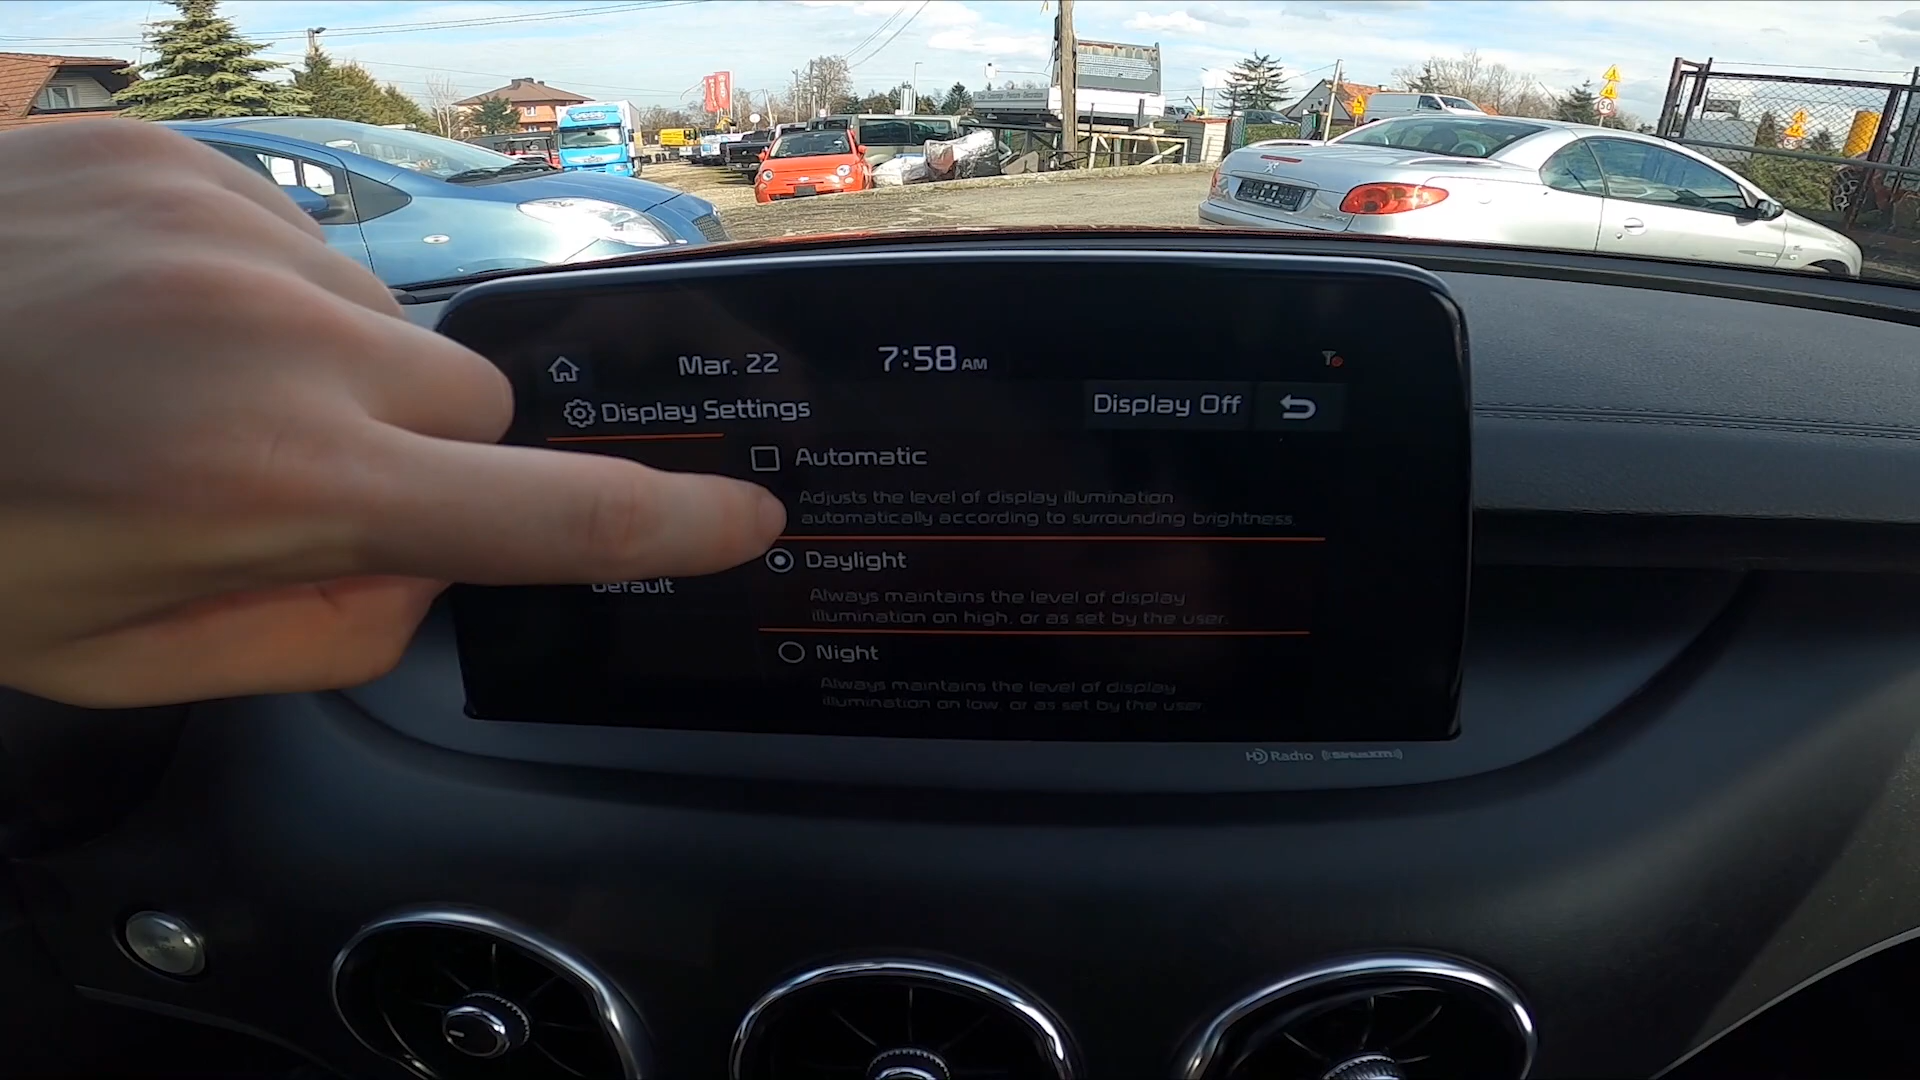 Mar. 22
7:58 AM
Display Settings
Display Off
Automatic
Adjusts the level of display illumination
automatically according to surrounding brightness.
Daylight
Always maintains the level of display
illumination on high, or as set by the user.
Default
Night
Always maintains the level of display
illumination on low, or as set by the user.
HD Radio ((SiriusXM))